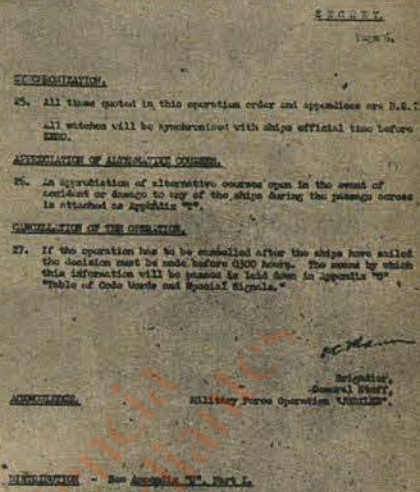 SECRET.
Page 6.
SYNCHRONIZATION.
25. All times quoted in this operation order and appendices are B.S.T.
All watches will be synchronized with ships official time before
ZERO.
APPRECIATION OF ALTERNATIVE COURSES.
26. An appreciation of alternative courses open in the event of
accident or damage to any of the ships during the passage across
is attached as Appendix
CANCELLATION OF THE OPERATION.
27. If the operation has to be cancelled after the ships have sailed
the decision must be made before 0300 hours. The means by which
this information will be passed is laid down in Appendix
"Table of Code Words and Special Signals."
Brigadier,
General Staff,
Military Force Operation "JUBILEE".
ACKNOWLEDGE.
DISTRIBUTION - See Appendix "U", Part 1.